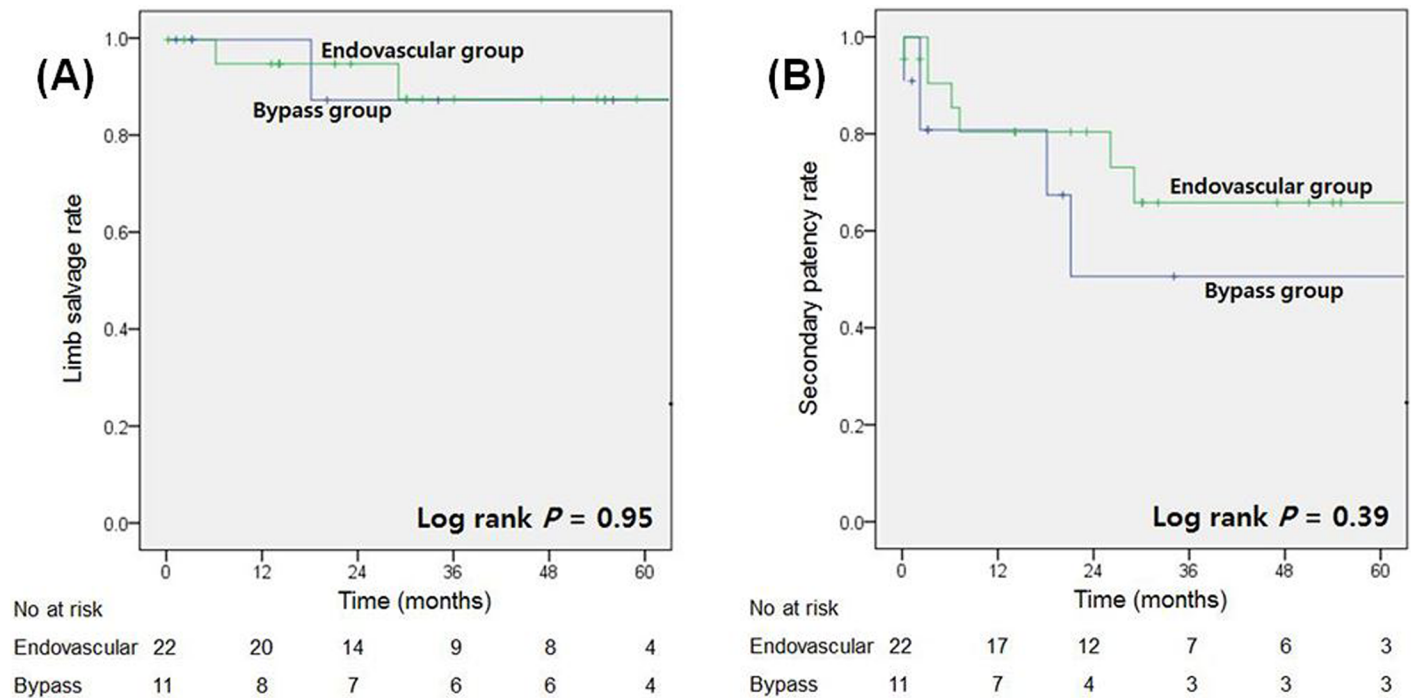 (A)
Limb salvage rate
1.0
0.8
0.6
0.4
0.2
0.0
Endovascular group
Bypass group
Log rank P = 0.95
0 12 24 36 48 60
Time (months)
No at risk
Endovascular 22 20 14 9 8 4
Bypass 11 8 7 6 6 4
(B)
Secondary patency rate
1.0
0.8
0.6
0.4
0.2
0.0
Endovascular group
Bypass group
Log rank P = 0.39
0 12 24 36 48 60
Time (months)
No at risk
Endovascular 22 17 12 7 6 3
Bypass 11 7 4 3 3 3